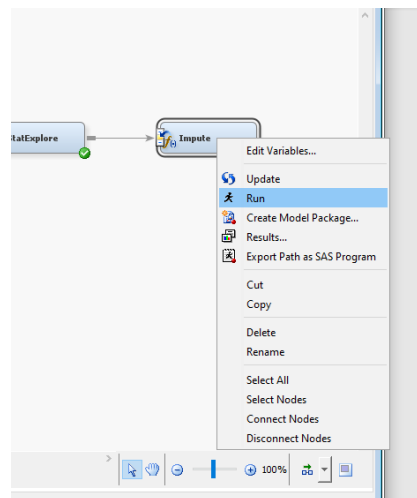 StatExplore
Impute
Edit Variables...
Update
Run
Create Model Package...
Results...
Export Path as SAS Program
Cut
Copy
Delete
Rename
Select All
Select Nodes
Connect Nodes
Disconnect Nodes
100%